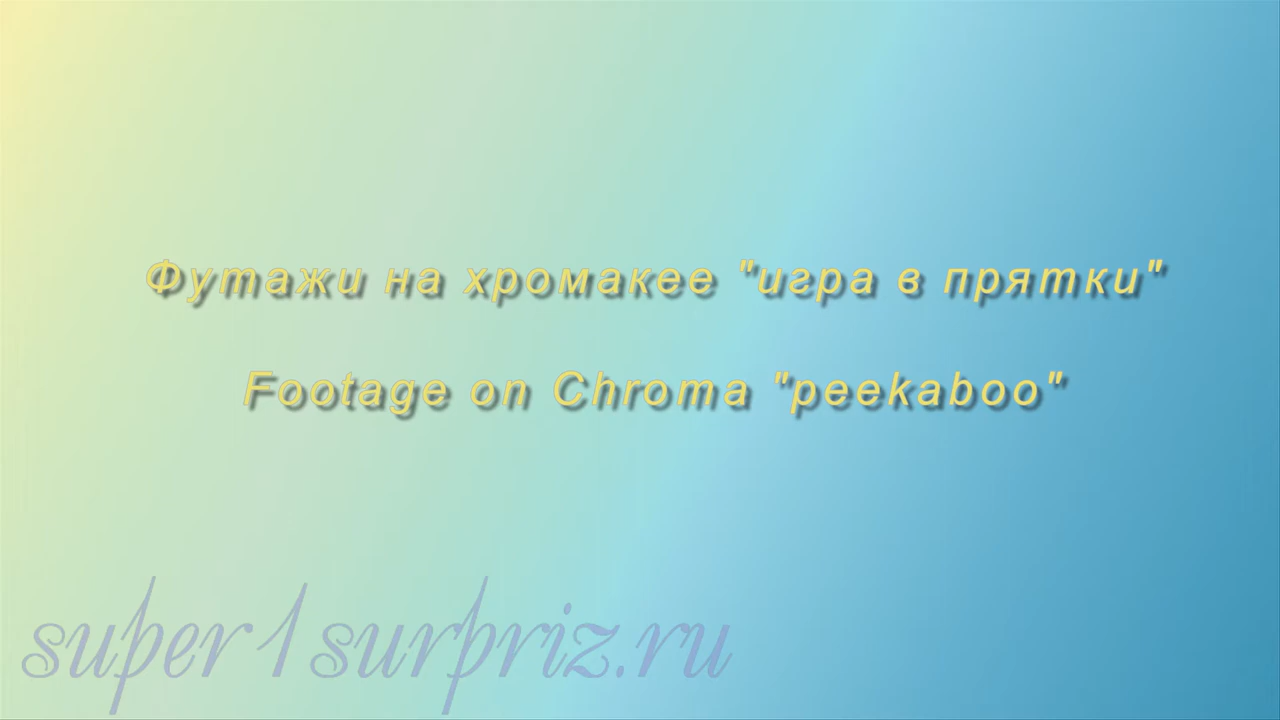 Футажи на хромакее "игра в прятки"
Footage on Chroma "peekaboo"
super1surpriz.ru